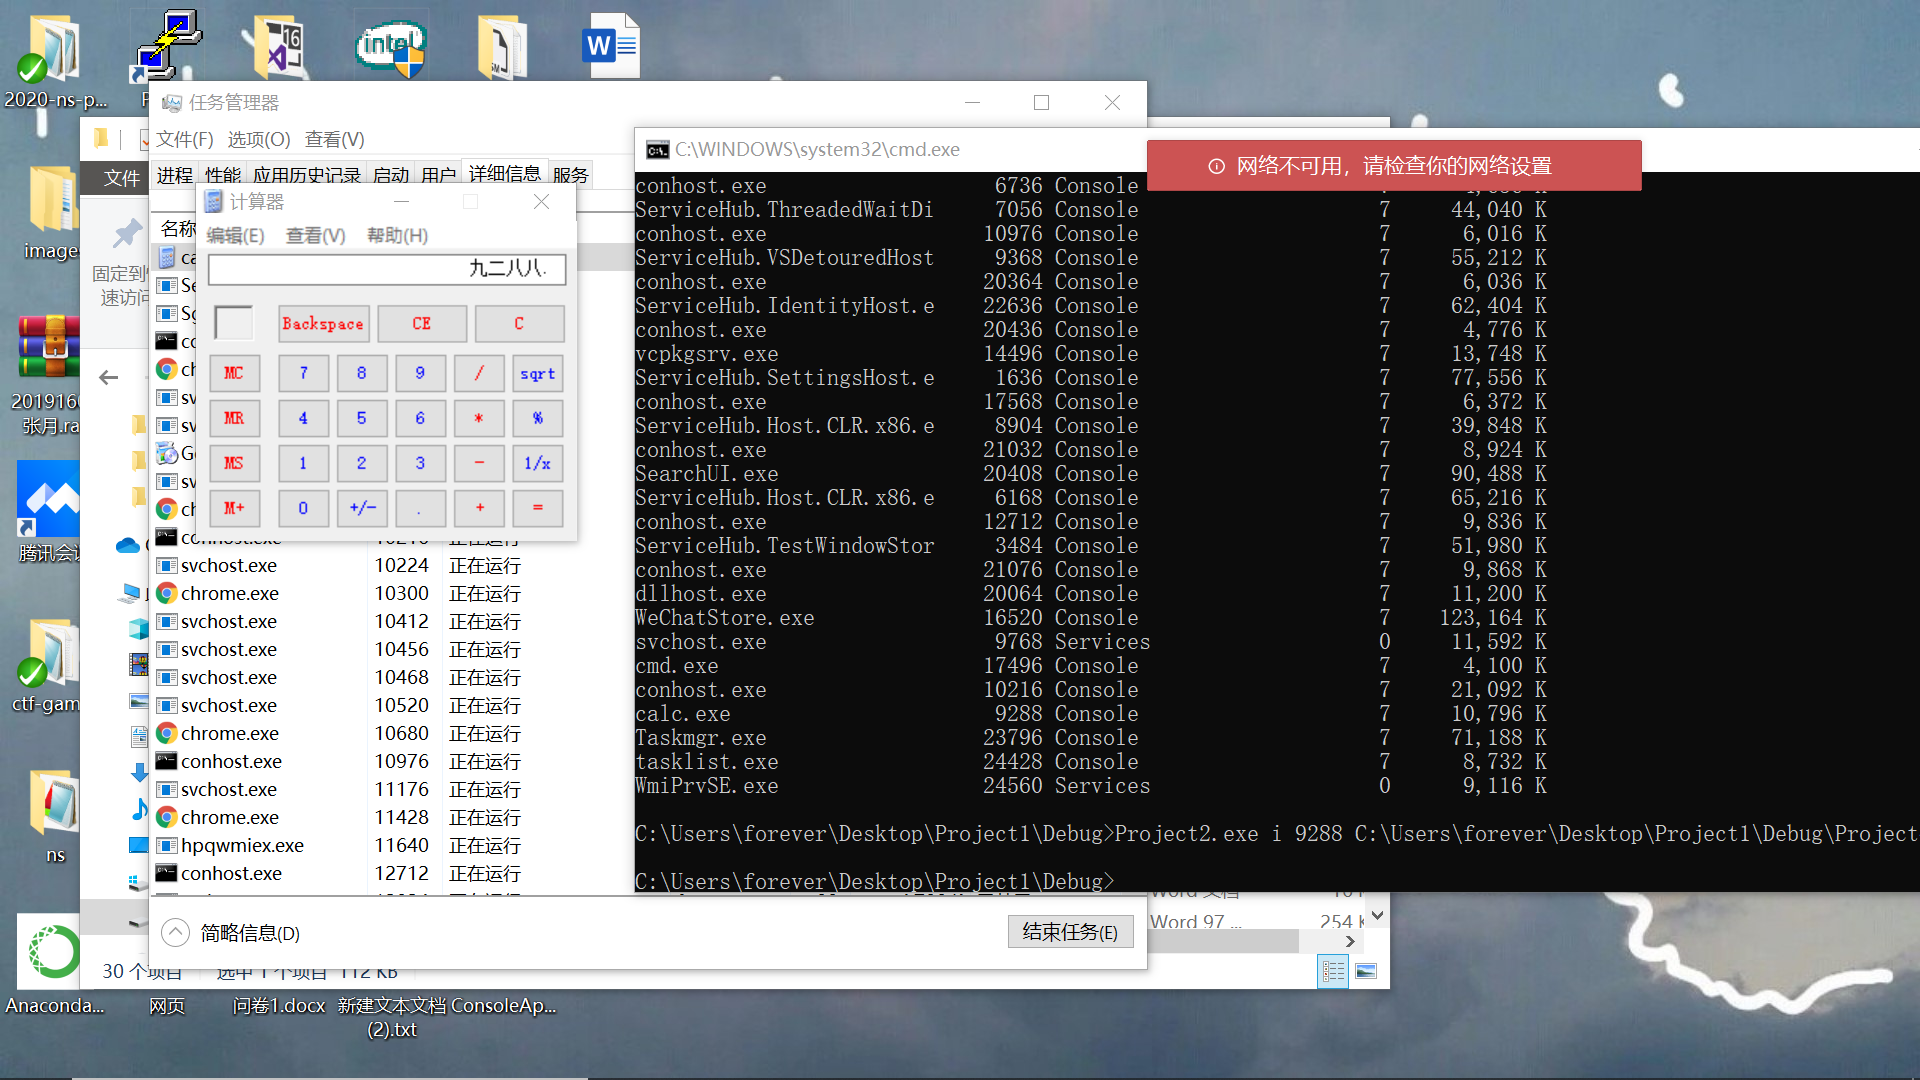 2020-ns-p...
image
2019160
张月.ra
腾讯会
ctf-gam
ns
Anaconda...
网页
问卷1.docx
新建文本文档
(2).txt
ConsoleAp...
文件
固定到
速访问
30 个项目
选中 1 个项目 112 KB
Word 97 ...
254 K
任务管理器
文件(F) 选项(O) 查看(V)
进程 性能 应用历史记录 启动 用户 详细信息 服务
名称
svchost.exe 10224 正在运行
chrome.exe 10300 正在运行
svchost.exe 10412 正在运行
svchost.exe 10456 正在运行
svchost.exe 10468 正在运行
svchost.exe 10520 正在运行
chrome.exe 10680 正在运行
conhost.exe 10976 正在运行
svchost.exe 11176 正在运行
chrome.exe 11428 正在运行
hpqwmiex.exe 11640 正在运行
conhost.exe 12712 正在运行
简略信息(D)
结束任务(E)
计算器
编辑(E) 查看(V) 帮助(H)
九二八八.
Backspace CE C
MC 7 8 9 / sqrt
MR 4 5 6 * %
MS 1 2 3 - 1/x
M+ 0 +/- . + =
C:\WINDOWS\system32\cmd.exe
网络不可用，请检查你的网络设置
conhost.exe 6736 Console
ServiceHub.ThreadedWaitDi 7056 Console 7 44,040 K
conhost.exe 10976 Console 7 6,016 K
ServiceHub.VSDetouredHost 9368 Console 7 55,212 K
conhost.exe 20364 Console 7 6,036 K
ServiceHub.IdentityHost.e 22636 Console 7 62,404 K
conhost.exe 20436 Console 7 4,776 K
vcpkgsrv.exe 14496 Console 7 13,748 K
ServiceHub.SettingsHost.e 1636 Console 7 77,556 K
conhost.exe 17568 Console 7 6,372 K
ServiceHub.Host.CLR.x86.e 8904 Console 7 39,848 K
conhost.exe 21032 Console 7 8,924 K
SearchUI.exe 20408 Console 7 90,488 K
ServiceHub.Host.CLR.x86.e 6168 Console 7 65,216 K
conhost.exe 12712 Console 7 9,836 K
ServiceHub.TestWindowStor 3484 Console 7 51,980 K
conhost.exe 21076 Console 7 9,868 K
dllhost.exe 20064 Console 7 11,200 K
WeChatStore.exe 16520 Console 7 123,164 K
svchost.exe 9768 Services 0 11,592 K
cmd.exe 17496 Console 7 4,100 K
conhost.exe 10216 Console 7 21,092 K
calc.exe 9288 Console 7 10,796 K
Taskmgr.exe 23796 Console 7 71,188 K
tasklist.exe 24428 Console 7 8,732 K
WmiPrvSE.exe 24560 Services 0 9,116 K
C:\Users\forever\Desktop\Project1\Debug>Project2.exe i 9288 C:\Users\forever\Desktop\Project1\Debug\Project
C:\Users\forever\Desktop\Project1\Debug>